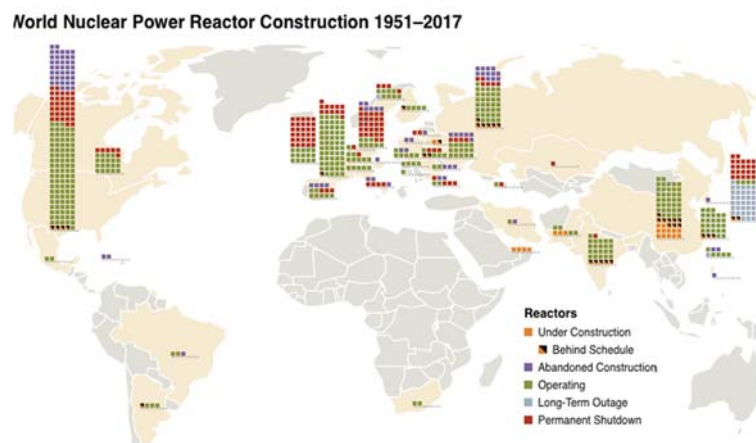 World Nuclear Power Reactor Construction 1951–2017
Reactors
Under Construction
Behind Schedule
Abandoned Construction
Operating
Long-Term Outage
Permanent Shutdown